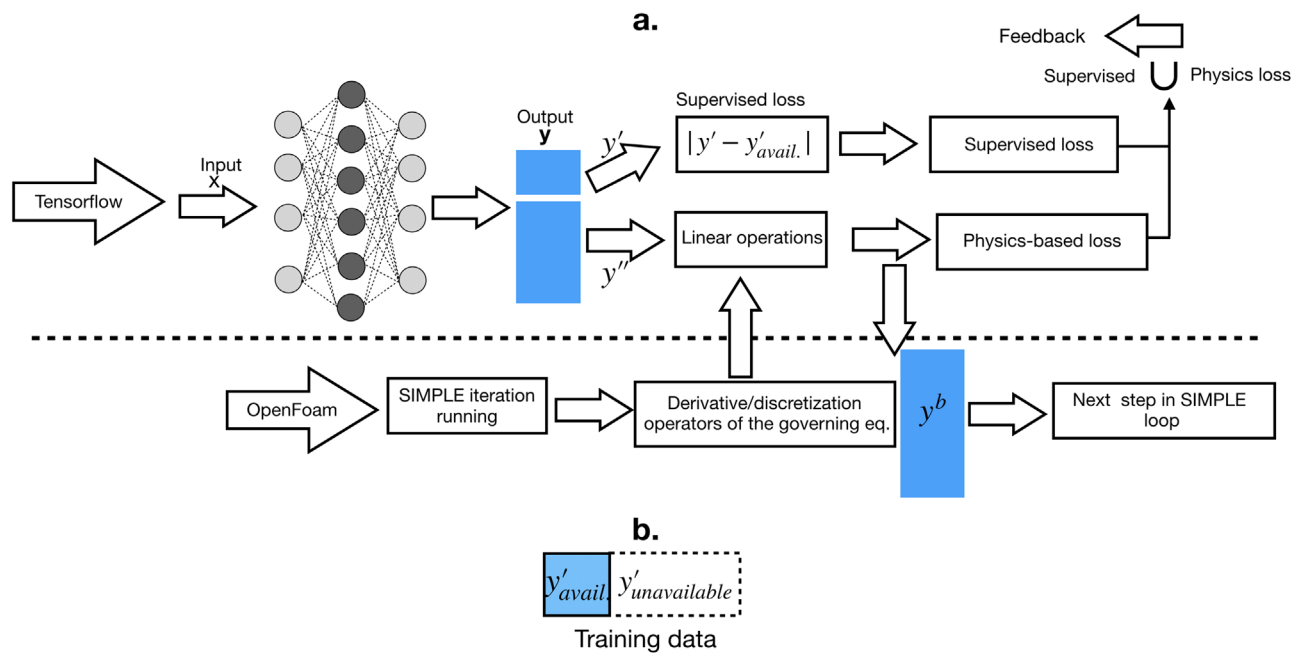 a.
Feedback
Supervised ⋃ Physics loss
Tensorflow
Input
x
Output
y
y′
y″
Supervised loss
| y′ − y′avail. |
Supervised loss
Linear operations
Physics-based loss
OpenFoam
SIMPLE iteration
running
Derivative/discretization
operators of the governing eq.
yᵇ
Next step in SIMPLE
loop
b.
y′avail. y′unavailable
Training data